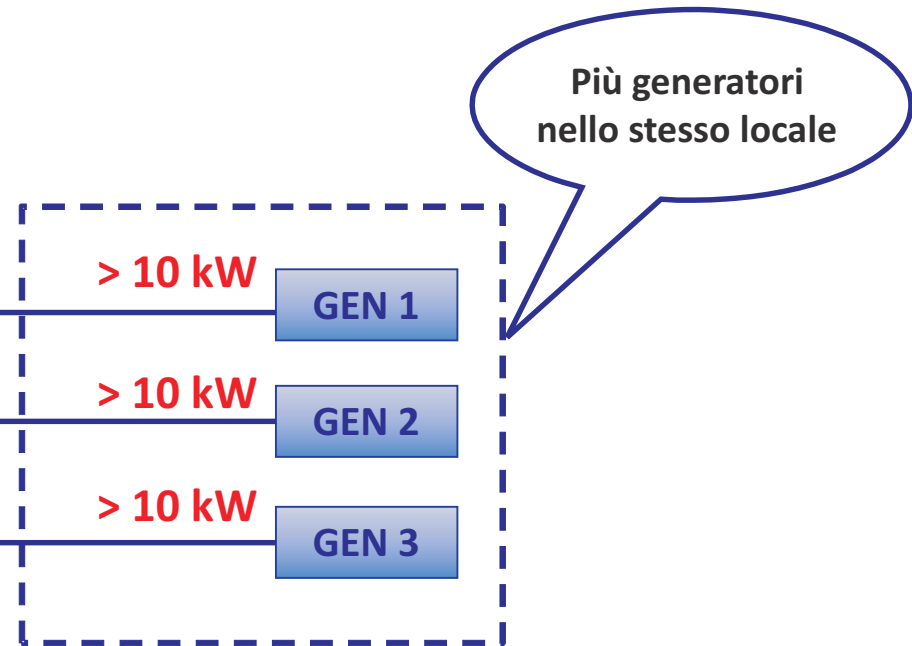 Più generatori
nello stesso locale
> 10 kW
GEN 1
> 10 kW
GEN 2
> 10 kW
GEN 3